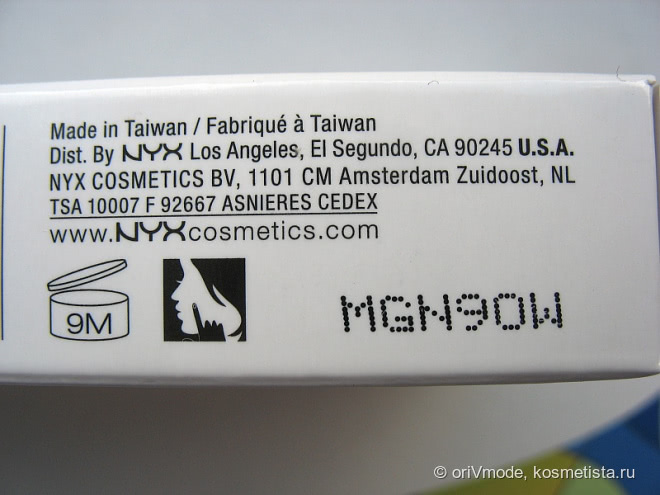 Made in Taiwan / Fabriqué à Taiwan
Dist. By NYX Los Angeles, El Segundo, CA 90245 U.S.A.
NYX COSMETICS BV, 1101 CM Amsterdam Zuidoost, NL
TSA 10007 F 92667 ASNIERES CEDEX
www.NYXcosmetics.com
9M
MGN90W
© oriVmode, kosmetista.ru